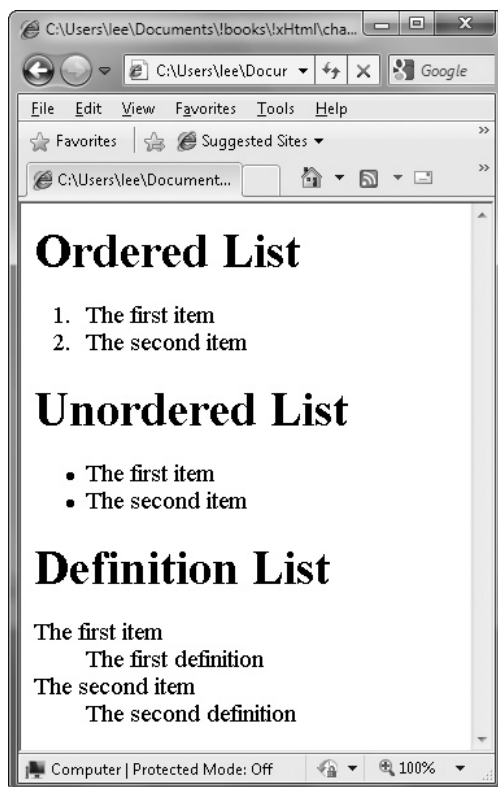 C:\Users\lee\Documents\!books\!xHtml\cha...
C:\Users\lee\Docur
Google
File Edit View Favorites Tools Help
Favorites Suggested Sites
C:\Users\lee\Document...
Ordered List
1. The first item
2. The second item
Unordered List
• The first item
• The second item
Definition List
The first item
The first definition
The second item
The second definition
Computer | Protected Mode: Off 100%